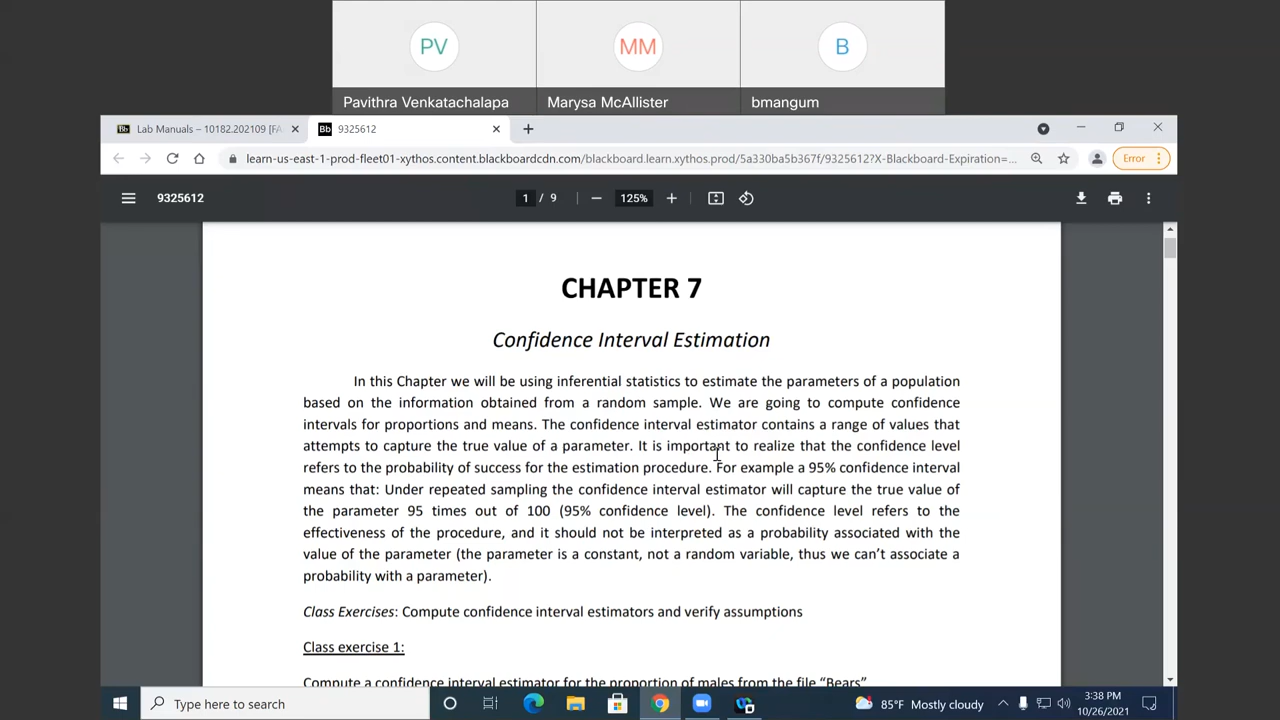 PV
MM
B
Pavithra Venkatachalapa
Marysa McAllister
bmangum
Bb Lab Manuals – 10182.202109 [FA
Bb 9325612
learn-us-east-1-prod-fleet01-xythos.content.blackboardcdn.com/blackboard.learn.xythos.prod/5a330ba5b367f/9325612?X-Blackboard-Expiration=...
Error
9325612
1 / 9
125%
CHAPTER 7
Confidence Interval Estimation
In this Chapter we will be using inferential statistics to estimate the parameters of a population
based on the information obtained from a random sample. We are going to compute confidence
intervals for proportions and means. The confidence interval estimator contains a range of values that
attempts to capture the true value of a parameter. It is important to realize that the confidence level
refers to the probability of success for the estimation procedure. For example a 95% confidence interval
means that: Under repeated sampling the confidence interval estimator will capture the true value of
the parameter 95 times out of 100 (95% confidence level). The confidence level refers to the
effectiveness of the procedure, and it should not be interpreted as a probability associated with the
value of the parameter (the parameter is a constant, not a random variable, thus we can't associate a
probability with a parameter).
Class Exercises: Compute confidence interval estimators and verify assumptions
Class exercise 1:
Compute a confidence interval estimator for the proportion of males from the file “Bears”
Type here to search
85°F Mostly cloudy
3:38 PM
10/26/2021